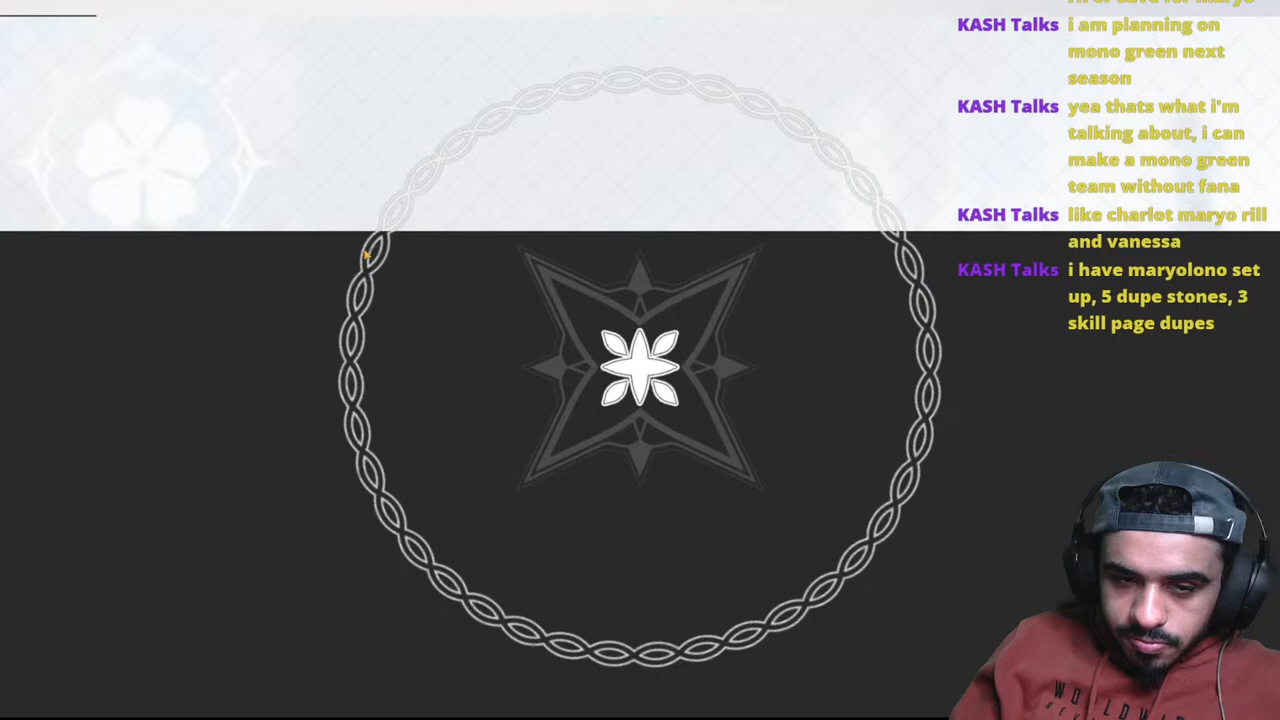 KASH Talks i am planning on
mono green next
season
KASH Talks yea thats what i'm
talking about, i can
make a mono green
team without fana
KASH Talks like charlot maryo rill
and vanessa
KASH Talks i have maryolono set
up, 5 dupe stones, 3
skill page dupes